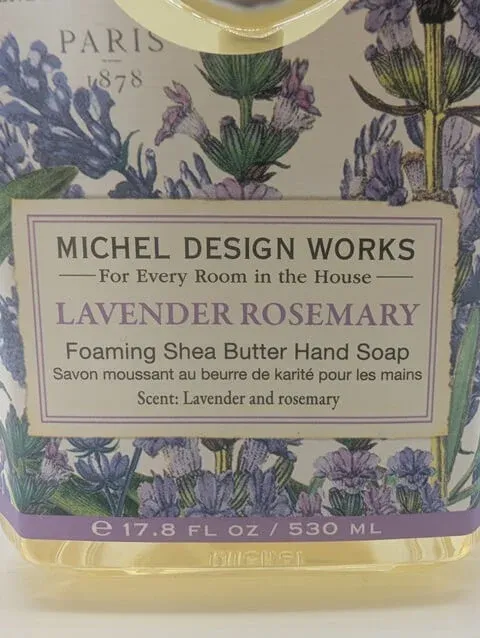 PARIS
1878
MICHEL DESIGN WORKS
For Every Room in the House
LAVENDER ROSEMARY
Foaming Shea Butter Hand Soap
Savon moussant au beurre de karité pour les mains
Scent: Lavender and rosemary
℮ 17.8 FL OZ / 530 ML
MICHEL